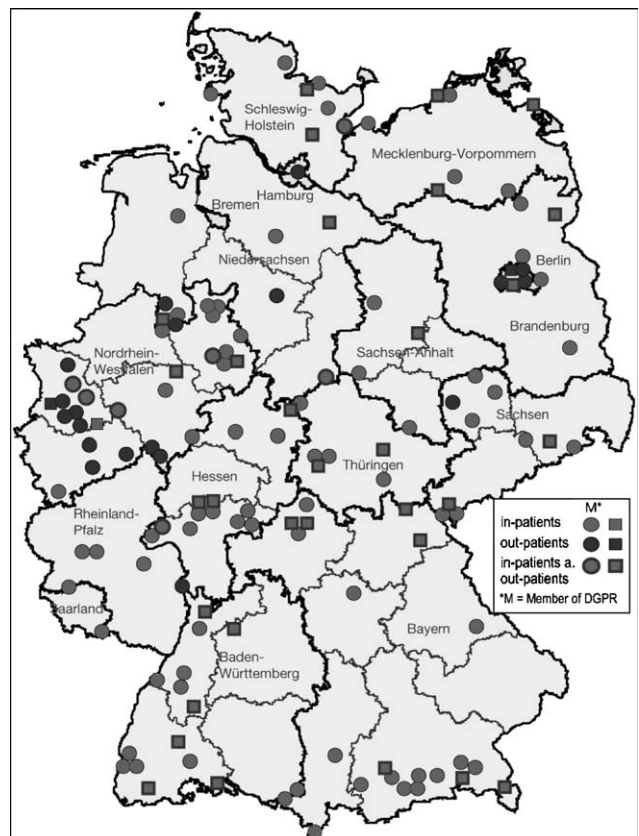 Schleswig-
Holstein
Mecklenburg-Vorpommern
Hamburg
Bremen
Niedersachsen
Berlin
Brandenburg
Nordrhein-
Westfalen
Sachsen-Anhalt
Sachsen
Hessen
Thüringen
Rheinland-
Pfalz
Saarland
Bayern
Baden-
Württemberg
M*
in-patients
out-patients
in-patients a.
out-patients
*M = Member of DGPR